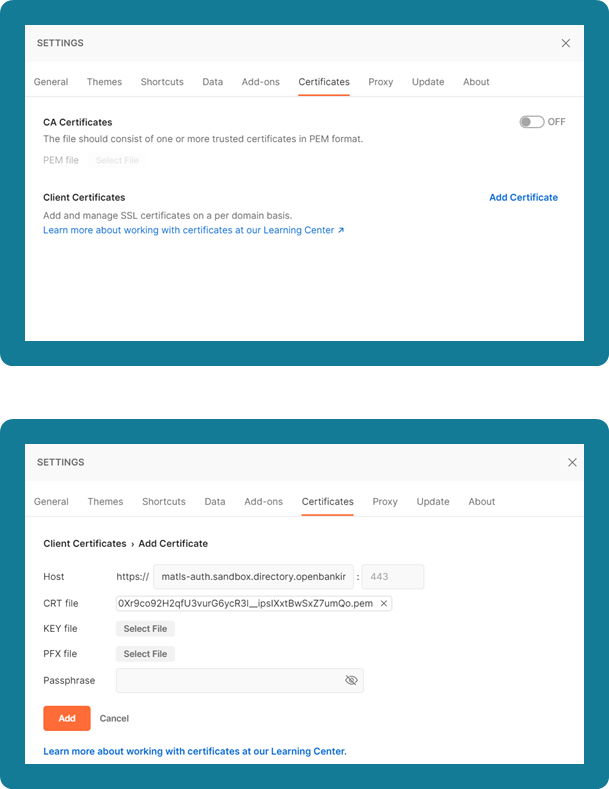 SETTINGS
General Themes Shortcuts Data Add-ons Certificates Proxy Update About
CA Certificates OFF
The file should consist of one or more trusted certificates in PEM format.
PEM file Select File
Client Certificates Add Certificate
Add and manage SSL certificates on a per domain basis.
Learn more about working with certificates at our Learning Center ↗
SETTINGS
General Themes Shortcuts Data Add-ons Certificates Proxy Update About
Client Certificates › Add Certificate
Host https:// matls-auth.sandbox.directory.openbankir : 443
CRT file 0Xr9co92H2qfU3vurG6ycR3l__ipsIXxtBwSxZ7umQo.pem ×
KEY file Select File
PFX file Select File
Passphrase
Add Cancel
Learn more about working with certificates at our Learning Center.